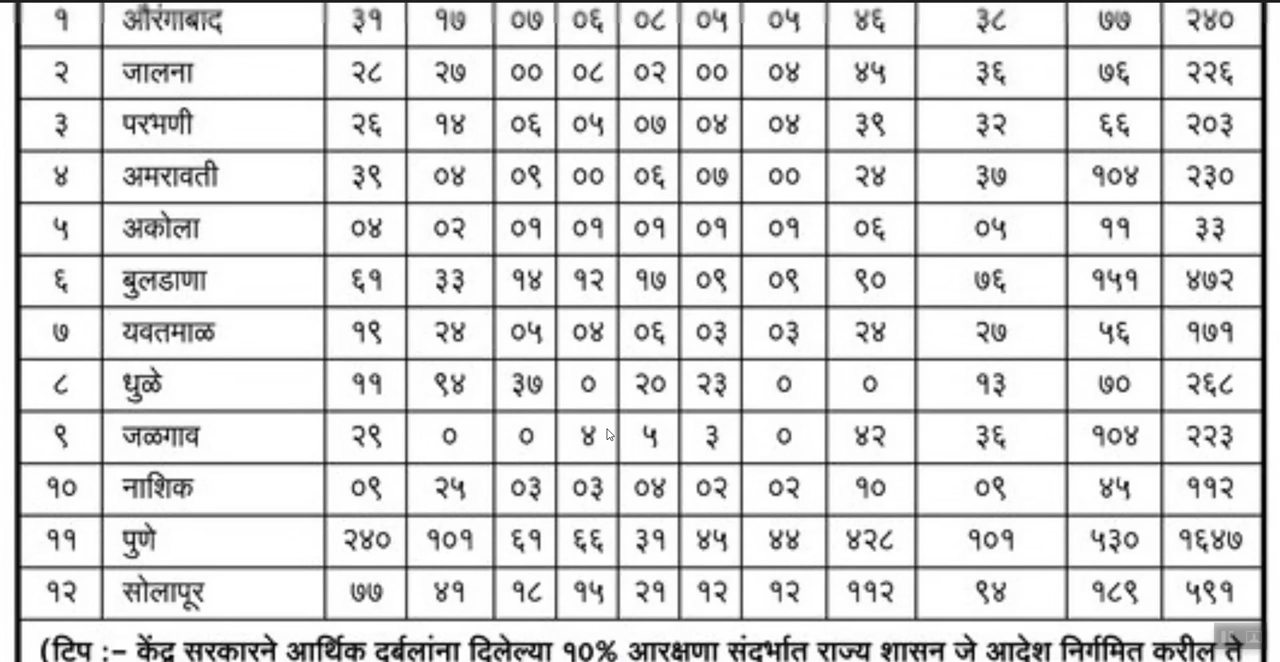 १ औरंगाबाद ३१ १७ ०७ ०६ ०८ ०५ ०५ ४६ ३८ ७७ २४०
२ जालना २८ २७ ०० ०८ ०२ ०० ०४ ४५ ३६ ७६ २२६
३ परभणी २६ १४ ०६ ०५ ०७ ०४ ०४ ३९ ३२ ६६ २०३
४ अमरावती ३९ ०४ ०९ ०० ०६ ०७ ०० २४ ३७ १०४ २३०
५ अकोला ०४ ०२ ०१ ०१ ०१ ०१ ०१ ०६ ०५ ११ ३३
६ बुलडाणा ६१ ३३ १४ १२ १७ ०९ ०९ ९० ७६ १५१ ४७२
७ यवतमाळ १९ २४ ०५ ०४ ०६ ०३ ०३ २४ २७ ५६ १७१
८ धुळे ११ ९४ ३७ ० २० २३ ० ० १३ ७० २६८
९ जळगाव २९ ० ० ४ ५ ३ ० ४२ ३६ १०४ २२३
१० नाशिक ०९ २५ ०३ ०३ ०४ ०२ ०२ १० ०९ ४५ ११२
११ पुणे २४० १०१ ६१ ६६ ३१ ४५ ४४ ४२८ १०१ ५३० १६४७
१२ सोलापूर ७७ ४१ १८ १५ २१ १२ १२ ११२ ९४ १८९ ५९१
(टिप :- केंद्र सरकारने आर्थिक दुर्बलांना दिलेल्या १०% आरक्षणा संदर्भात राज्य शासन जे आदेश निर्गमित करील ते